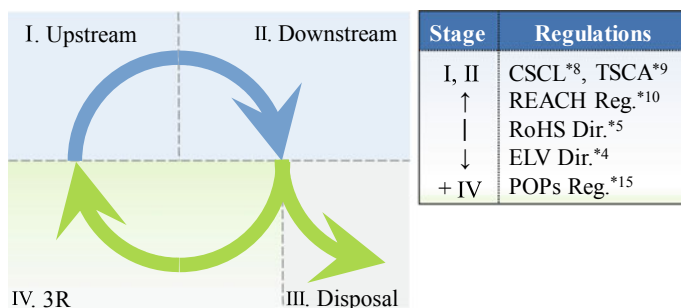 I. Upstream
II. Downstream
IV. 3R
III. Disposal
Stage Regulations
I, II CSCL*8, TSCA*9
↑ REACH Reg.*10
| RoHS Dir.*5
↓ ELV Dir.*4
+ IV POPs Reg.*15